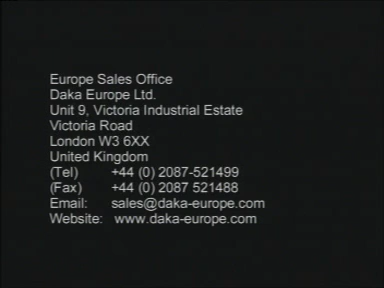 Europe Sales Office
Daka Europe Ltd.
Unit 9, Victoria Industrial Estate
Victoria Road
London W3 6XX
United Kingdom
(Tel) +44 (0) 2087-521499
(Fax) +44 (0) 2087 521488
Email: sales@daka-europe.com
Website: www.daka-europe.com